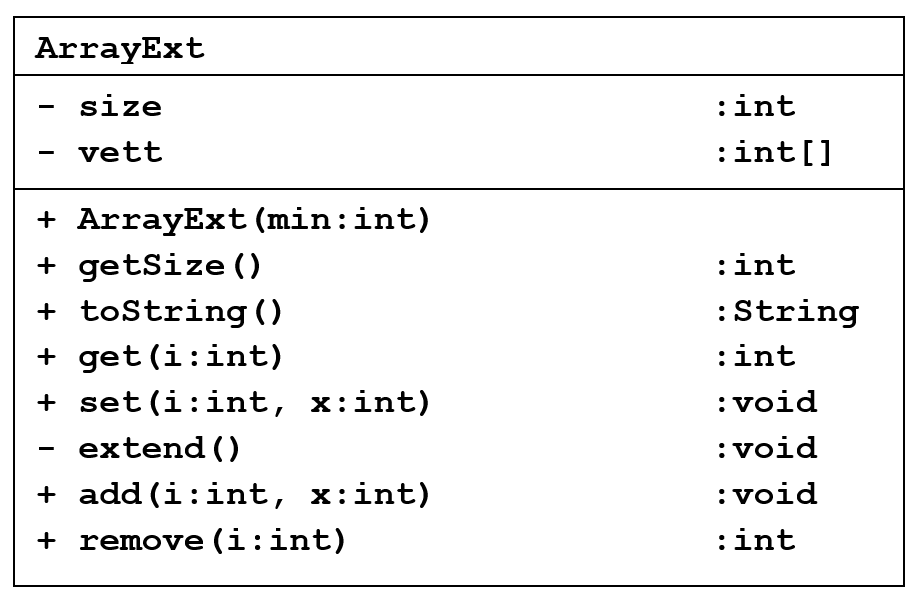 ArrayExt
- size :int
- vett :int[]
+ ArrayExt(min:int)
+ getSize() :int
+ toString() :String
+ get(i:int) :int
+ set(i:int, x:int) :void
- extend() :void
+ add(i:int, x:int) :void
+ remove(i:int) :int